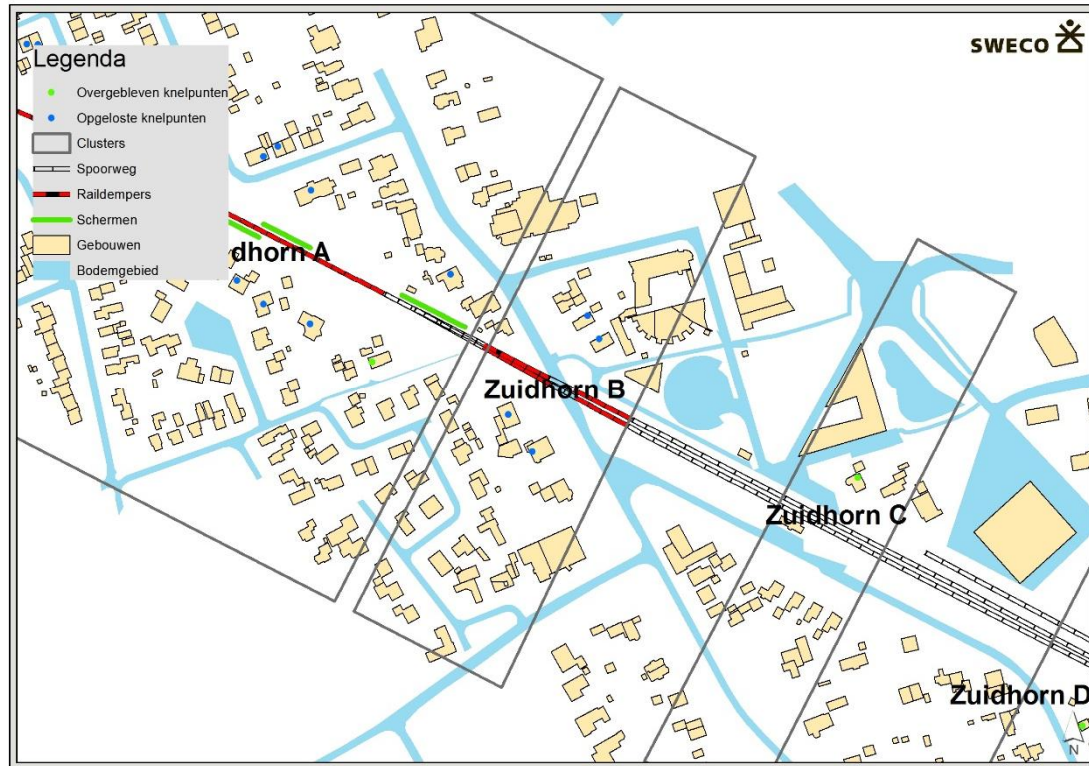 SWECO
Legenda
Overgebleven knelpunten
Opgeloste knelpunten
Clusters
Spoorweg
Raildempers
Schermen
Gebouwen
Bodemgebied
dhorn A
Zuidhorn B
Zuidhorn C
Zuidhorn D
N